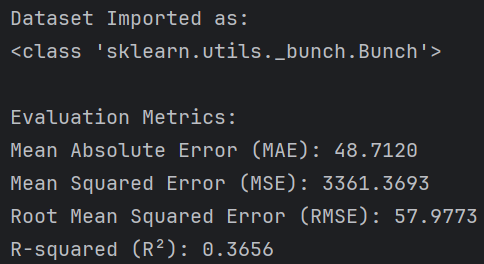 Dataset Imported as:
<class 'sklearn.utils._bunch.Bunch'>
Evaluation Metrics:
Mean Absolute Error (MAE): 48.7120
Mean Squared Error (MSE): 3361.3693
Root Mean Squared Error (RMSE): 57.9773
R-squared (R²): 0.3656